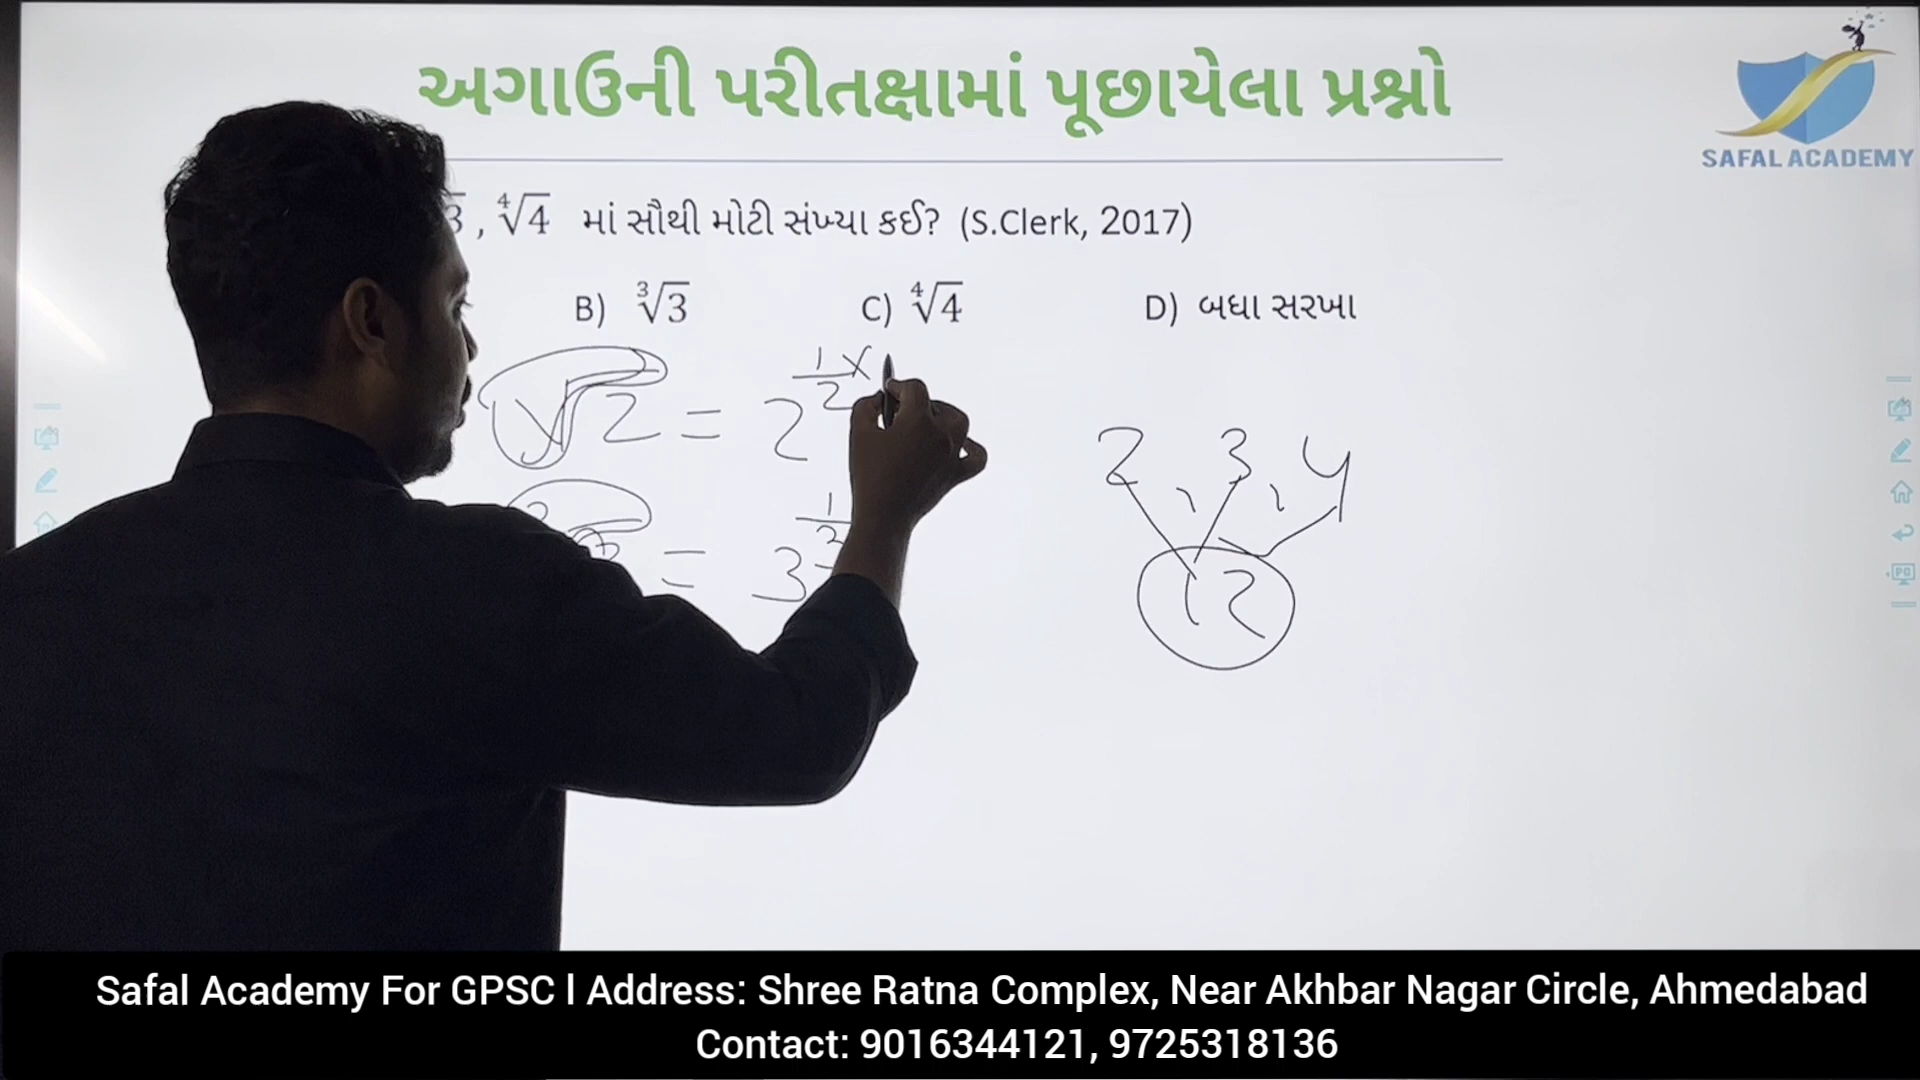 અગાઉની પરીતક્ષામાં પૂછાયેલા પ્રશ્નો
SAFAL ACADEMY
3 , ∜4 માં સૌથી મોટી સંખ્યા કઈ? (S.Clerk, 2017)
B) ∛3 C) ∜4 D) બધા સરખા
√2 = 2^(1/2 ×
2 , 3 , 4
= 3^(1/3
12
Safal Academy For GPSC l Address: Shree Ratna Complex, Near Akhbar Nagar Circle, Ahmedabad
Contact: 9016344121, 9725318136